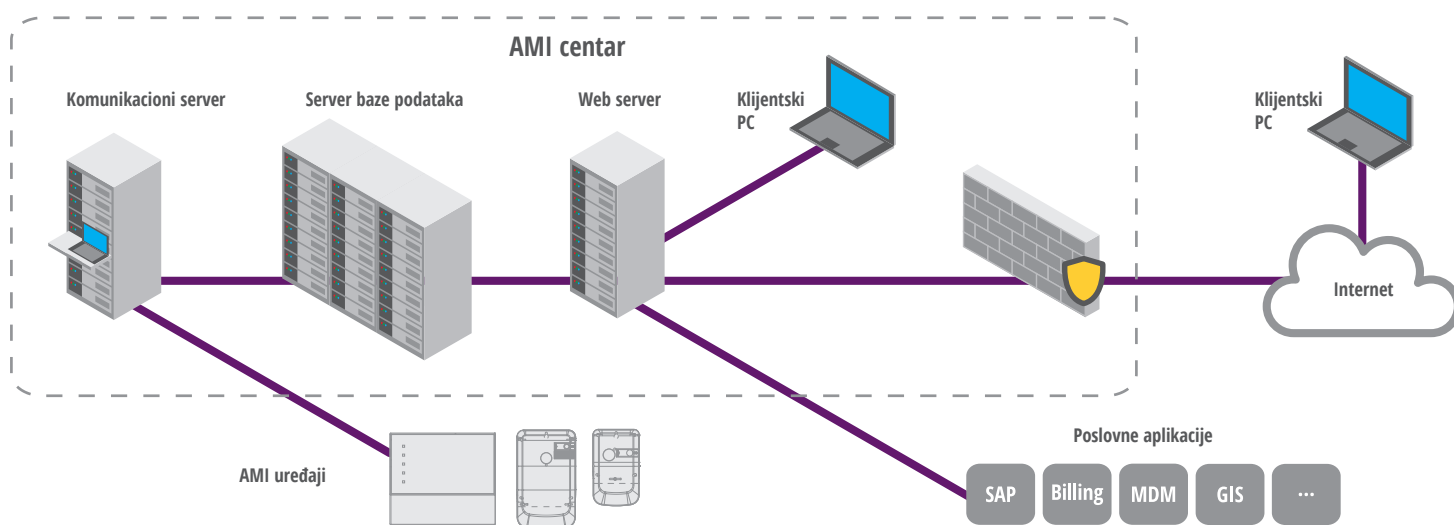 AMI centar
Komunikacioni server
Server baze podataka
Web server
Klijentski
PC
Klijentski
PC
Internet
AMI uređaji
Poslovne aplikacije
SAP
Billing
MDM
GIS
...